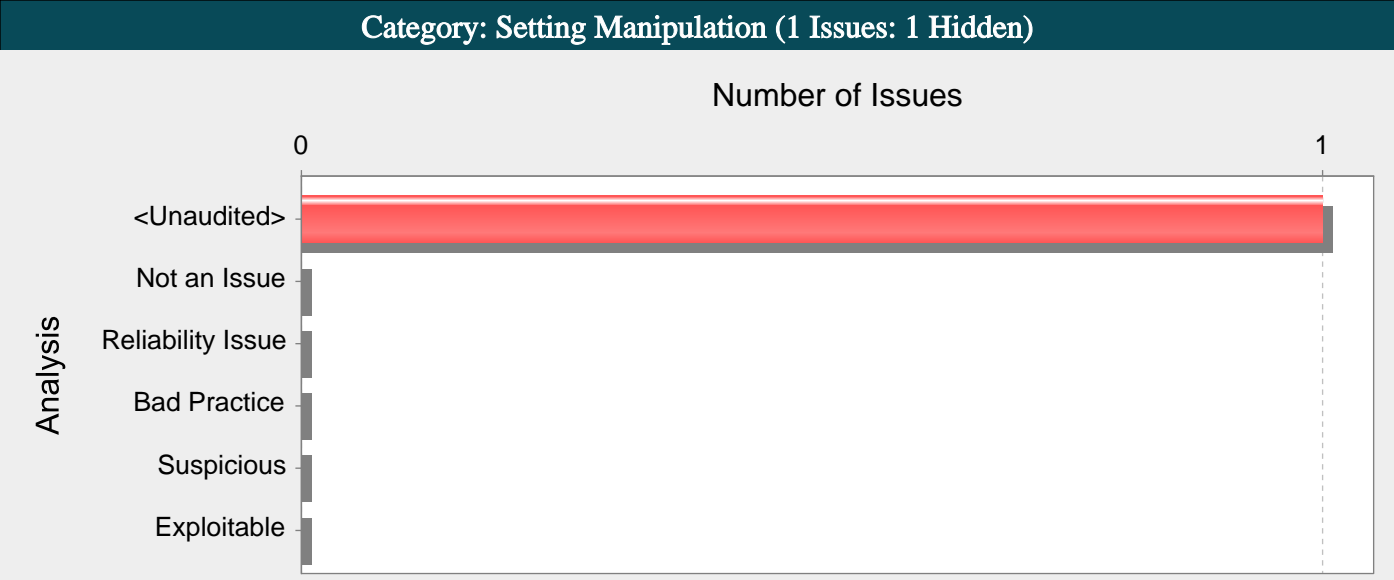 Category: Setting Manipulation (1 Issues: 1 Hidden)
Number of Issues
0 1
<Unaudited>
Not an Issue
Reliability Issue
Bad Practice
Suspicious
Exploitable
Analysis